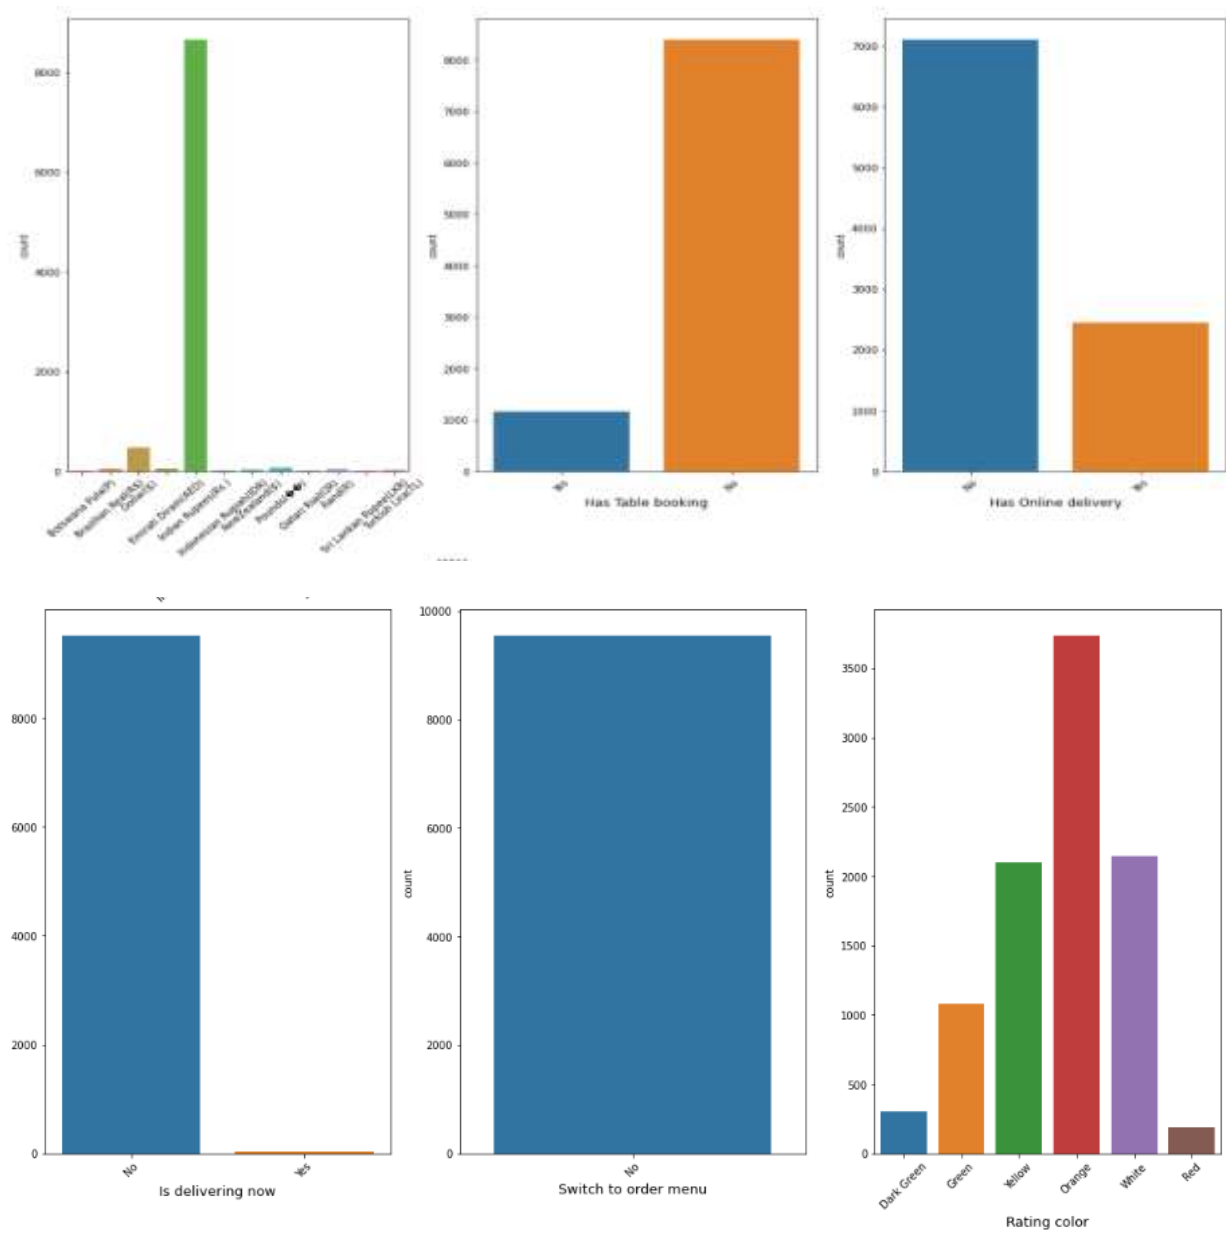 8000
6000
4000
2000
0
count
Botswana Pula(P)
Brazilian Real(R$)
Dollar($)
Emirati Diram(AED)
Indian Rupees(Rs.)
Indonesian Rupiah(IDR)
NewZealand($)
Pounds(��)
Qatari Rial(QR)
Rand(R)
Sri Lankan Rupee(LKR)
Turkish Lira(TL)
8000
7000
6000
5000
4000
3000
2000
1000
0
count
Yes
No
Has Table booking
7000
6000
5000
4000
3000
2000
1000
0
count
No
Yes
Has Online delivery
8000
6000
4000
2000
0
No
Yes
Is delivering now
10000
8000
6000
4000
2000
0
count
No
Switch to order menu
3500
3000
2500
2000
1500
1000
500
0
count
Dark Green
Green
Yellow
Orange
White
Red
Rating color